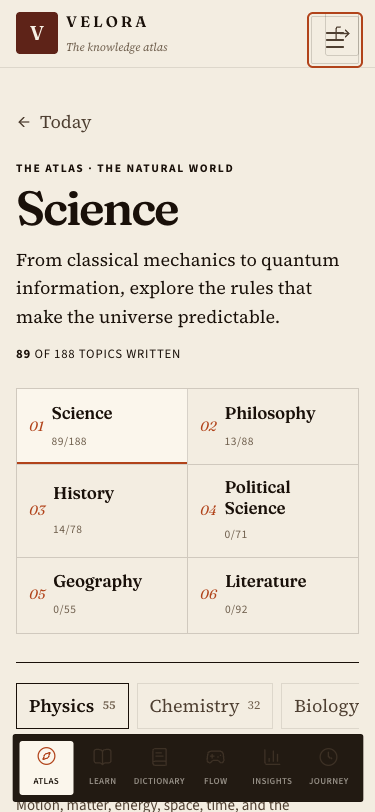 V
VELORA
The knowledge atlas
← Today
THE ATLAS · THE NATURAL WORLD
Science
From classical mechanics to quantum
information, explore the rules that
make the universe predictable.
89 OF 188 TOPICS WRITTEN
01 Science
89/188
02 Philosophy
13/88
03 History
14/78
04 Political
Science
0/71
05 Geography
0/55
06 Literature
0/92
Physics 55
Chemistry 32
Biology
ATLAS
LEARN
DICTIONARY
FLOW
INSIGHTS
JOURNEY
Motion, matter, energy, space, time, and the